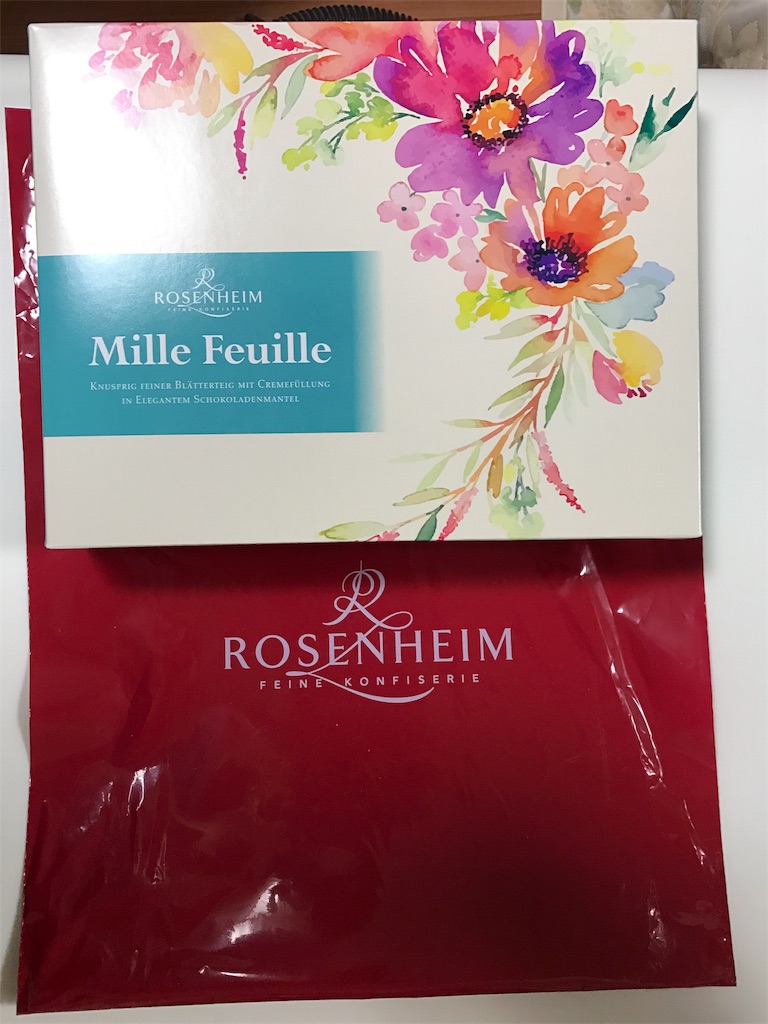 ROSENHEIM
FEINE KONFISERIE
Mille Feuille
KNUSPRIG FEINER BLÄTTERTEIG MIT CREMEFÜLLUNG
IN ELEGANTEM SCHOKOLADENMANTEL
R
ROSENHEIM
FEINE KONFISERIE